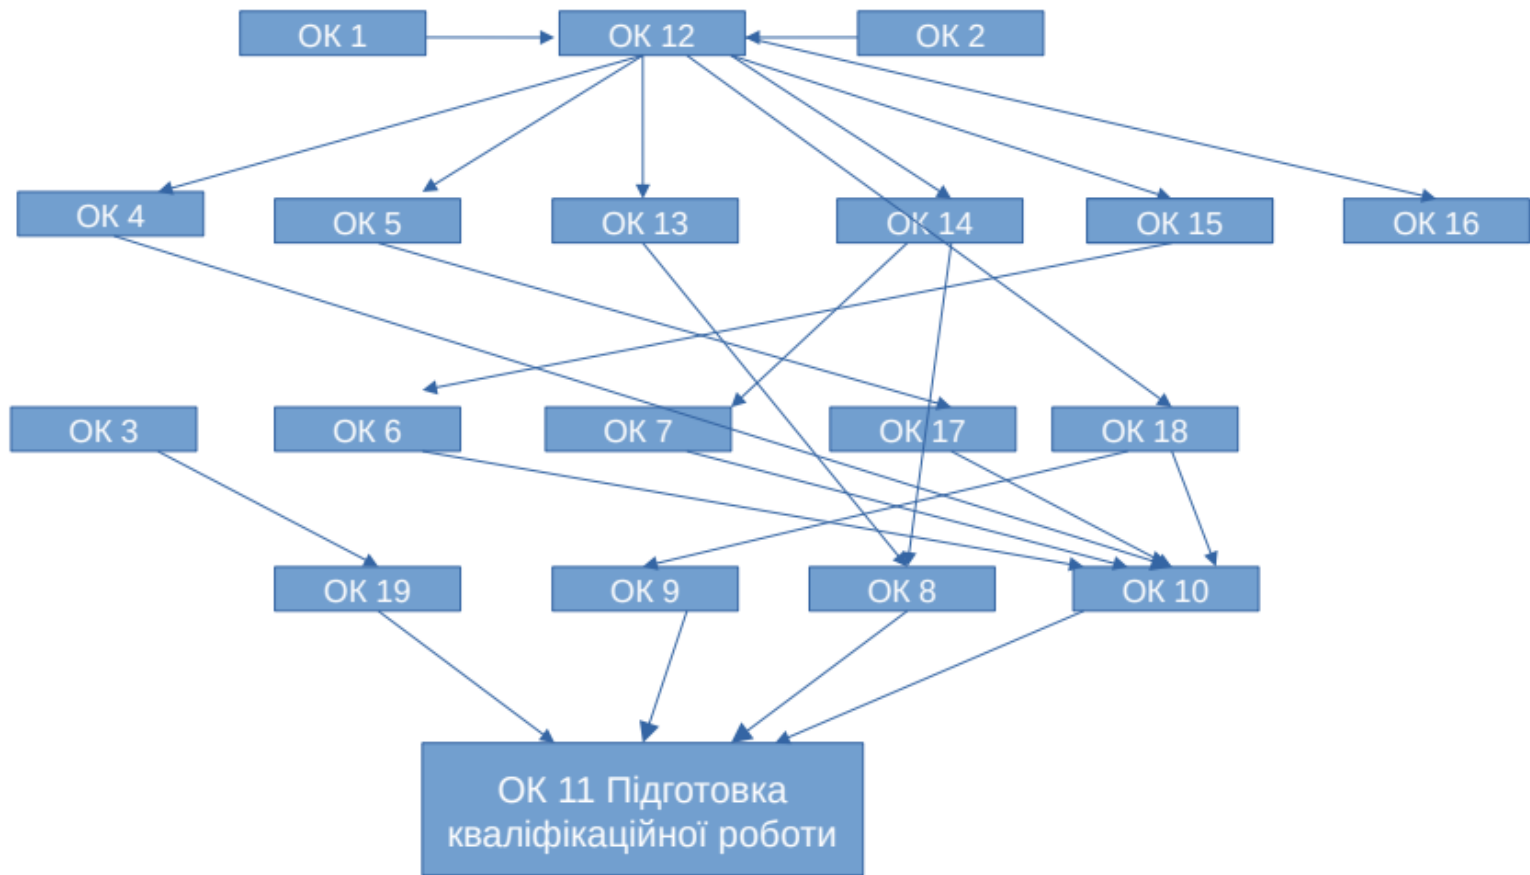 ОК 1
ОК 12
ОК 2
ОК 4
ОК 5
ОК 13
ОК 14
ОК 15
ОК 16
ОК 3
ОК 6
ОК 7
ОК 17
ОК 18
ОК 19
ОК 9
ОК 8
ОК 10
ОК 11 Підготовка
кваліфікаційної роботи